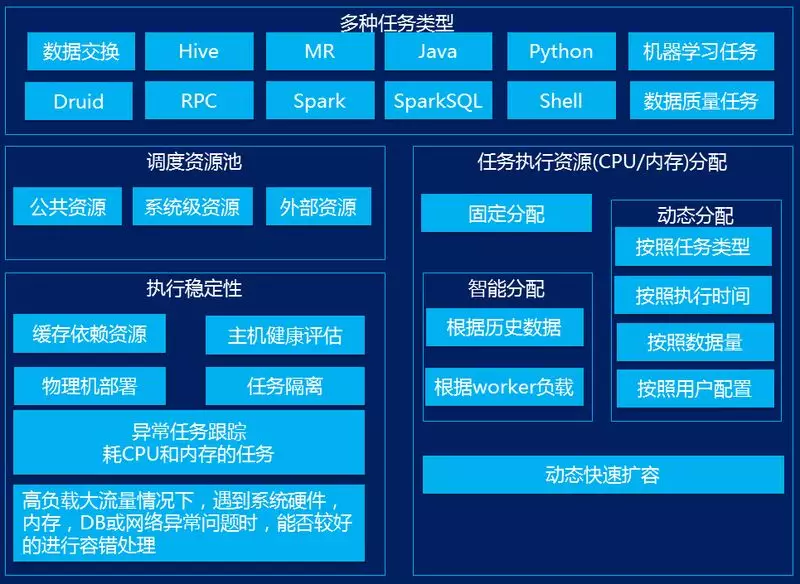 多种任务类型
数据交换
Hive
MR
Java
Python
机器学习任务
Druid
RPC
Spark
SparkSQL
Shell
数据质量任务
调度资源池
公共资源
系统级资源
外部资源
执行稳定性
缓存依赖资源
主机健康评估
物理机部署
任务隔离
异常任务跟踪
耗CPU和内存的任务
高负载大流量情况下，遇到系统硬件，
内存，DB或网络异常问题时，能否较好
的进行容错处理
任务执行资源(CPU/内存)分配
固定分配
智能分配
根据历史数据
根据worker负载
动态分配
按照任务类型
按照执行时间
按照数据量
按照用户配置
动态快速扩容